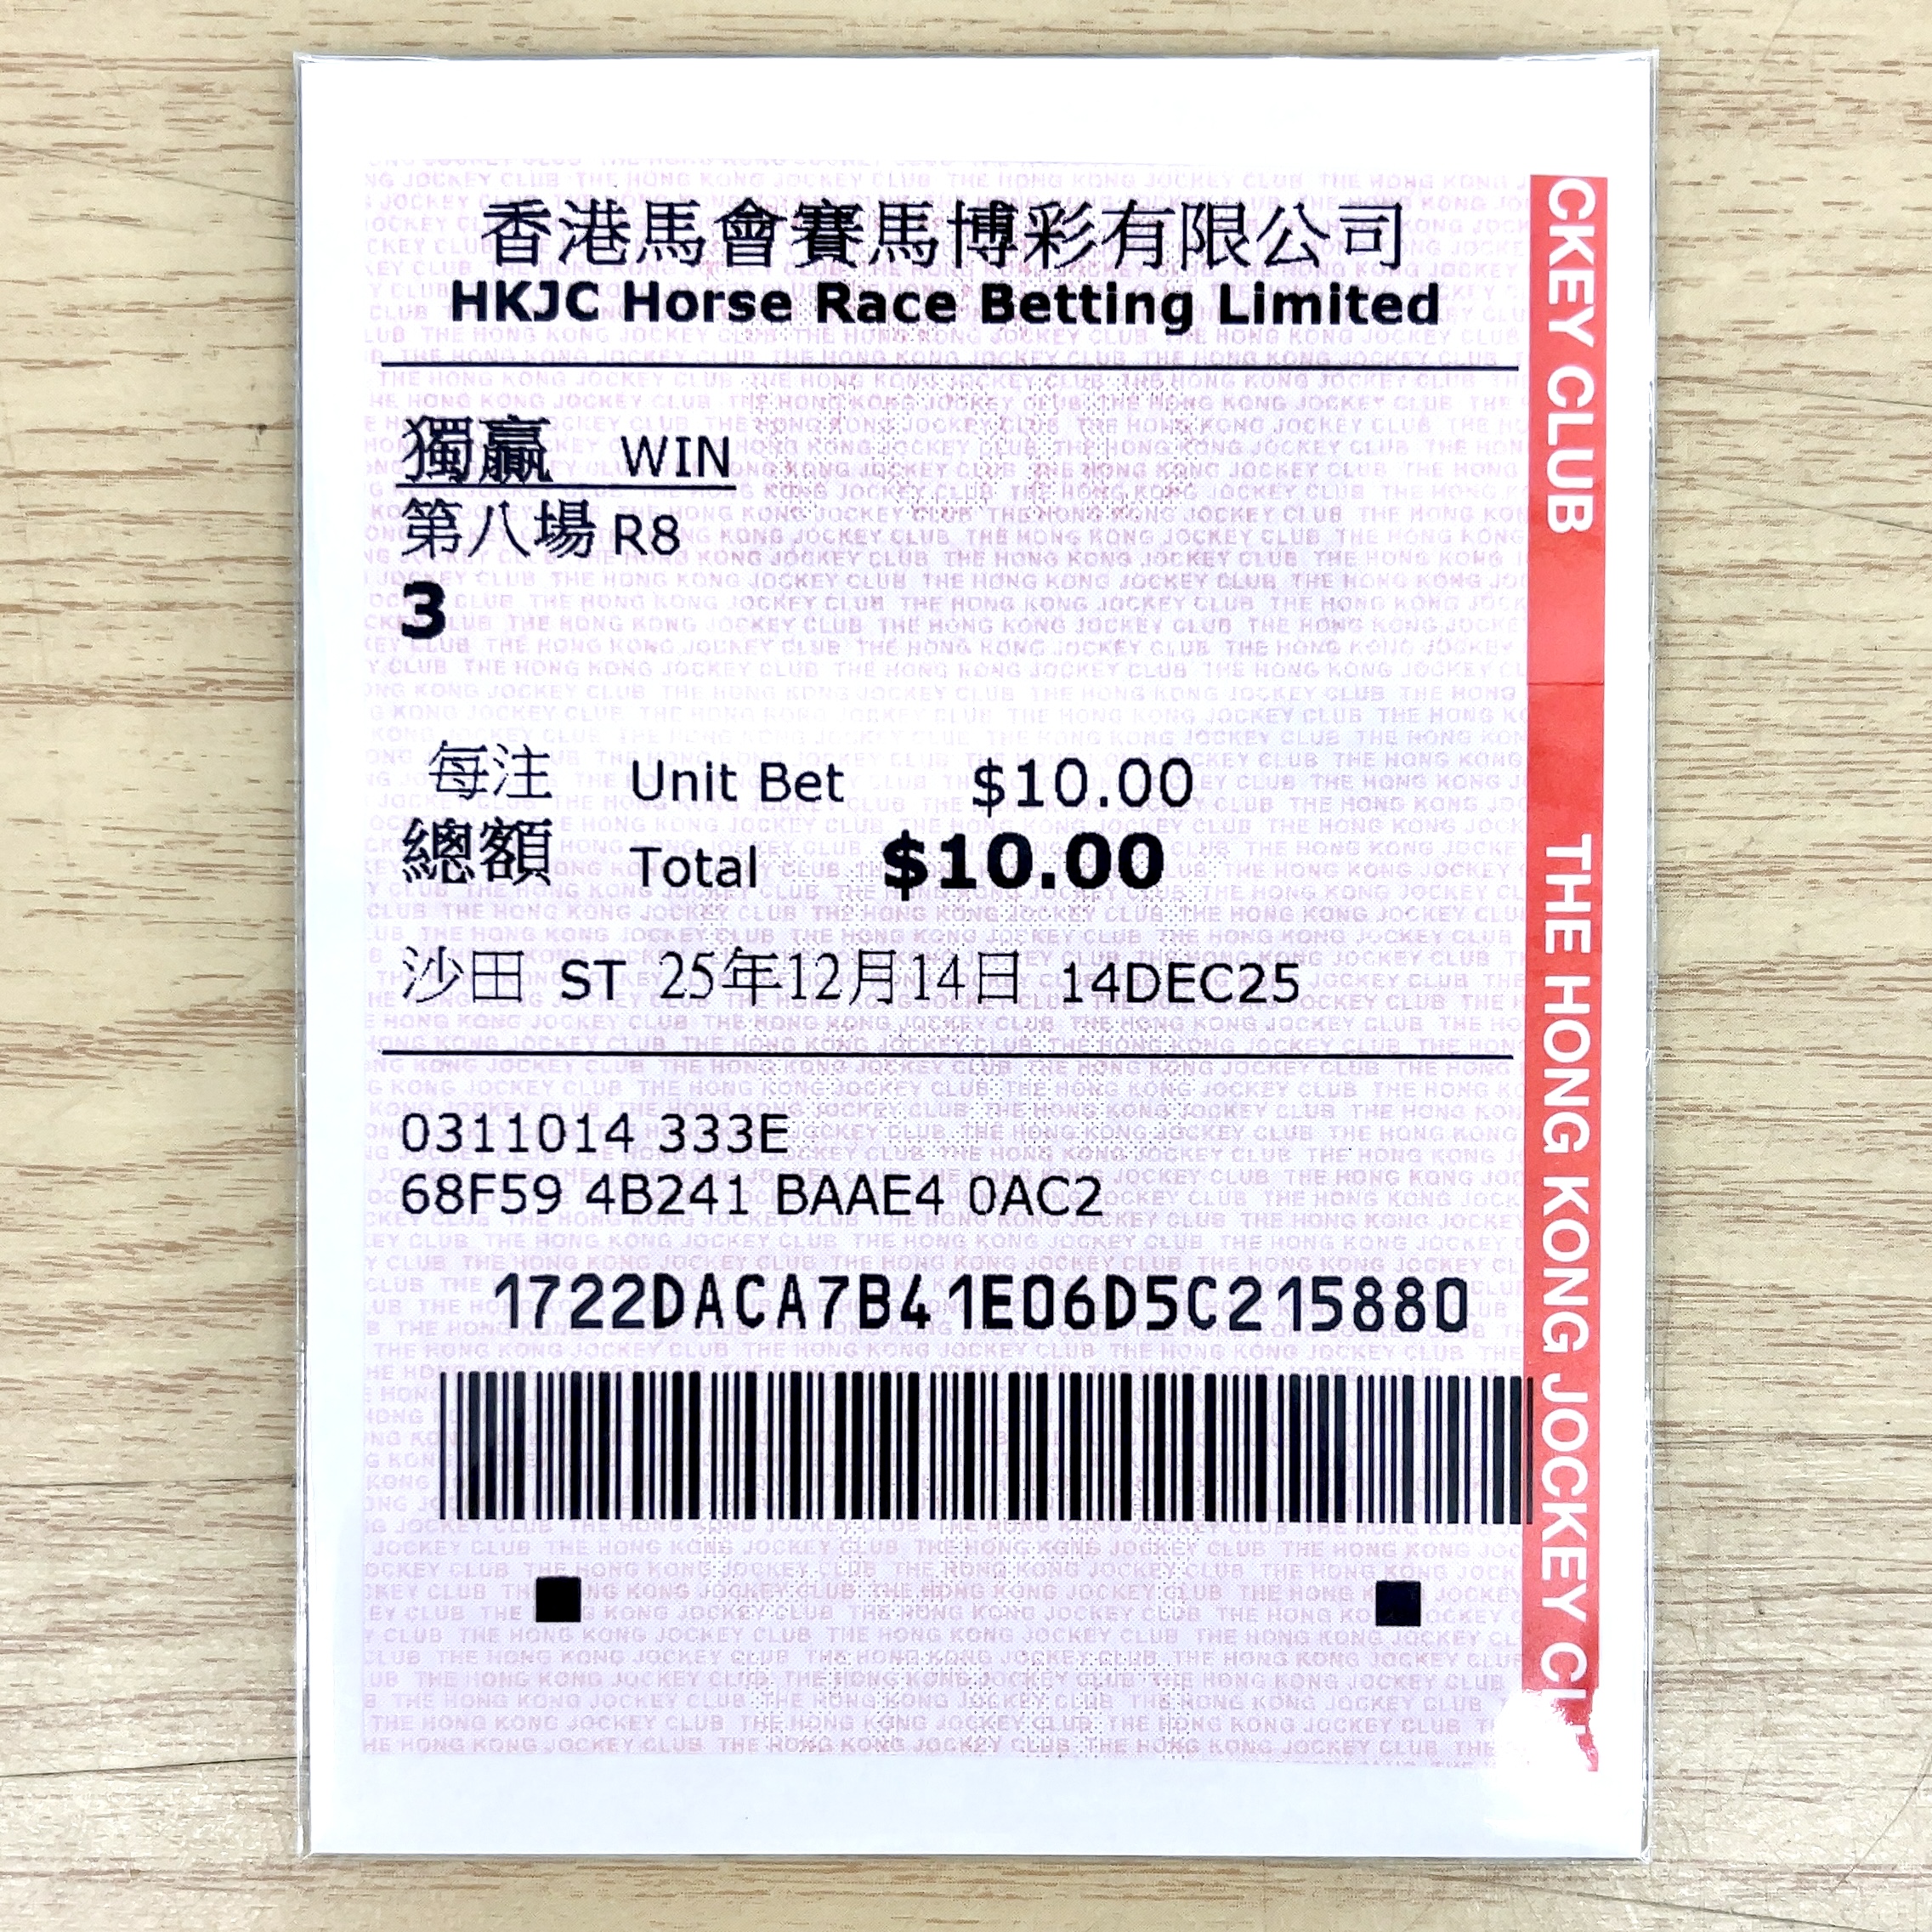 香港馬會賽馬博彩有限公司
HKJC Horse Race Betting Limited
獨贏 WIN
第八場 R8
3
每注 Unit Bet $10.00
總額 Total $10.00
沙田 ST 25年12月14日 14DEC25
0311014 333E
68F59 4B241 BAAE4 0AC2
1722DACA7B41E06D5C215880
CKEY CLUB THE HONG KONG JOCKEY CL